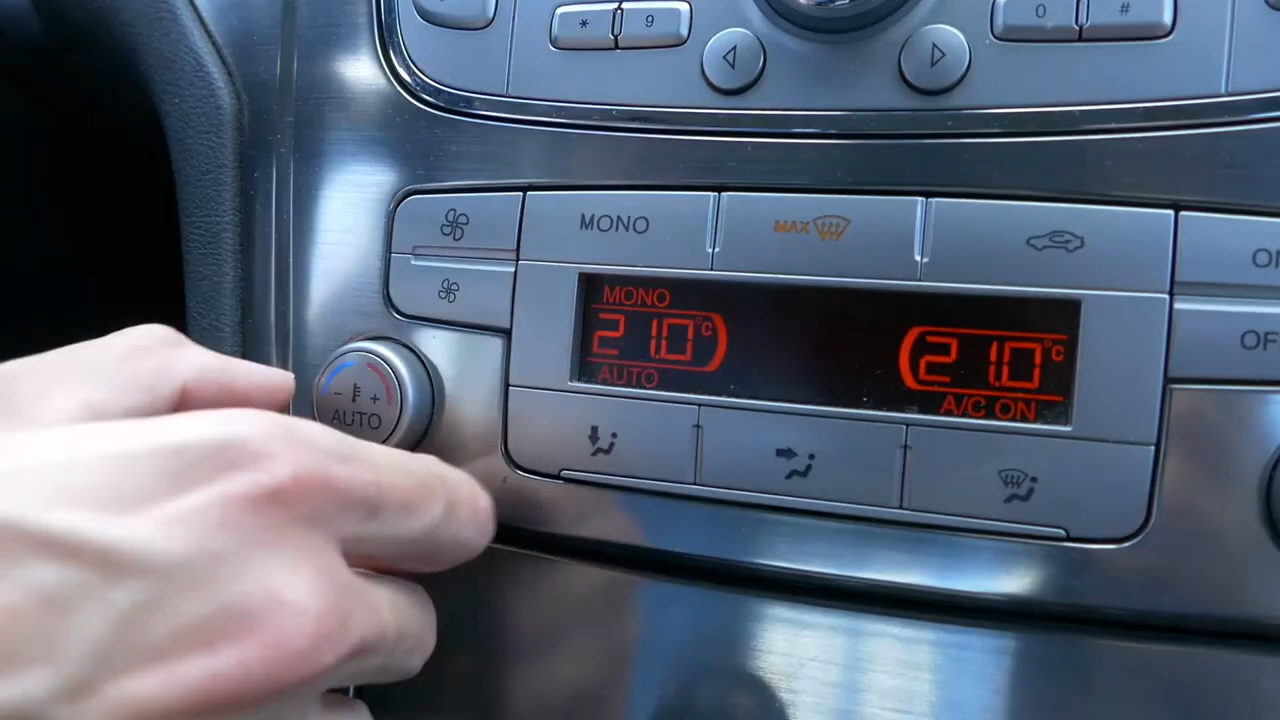 * 9
0 #
MONO
MAX
MONO
21.0°C
AUTO
21.0°C
A/C ON
- +
AUTO